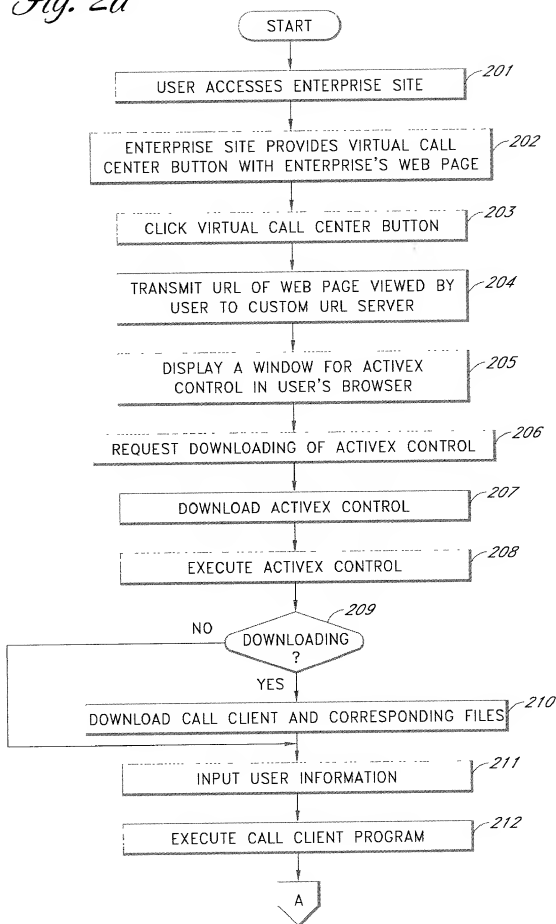 Fig. 2a
START
USER ACCESSES ENTERPRISE SITE
201
ENTERPRISE SITE PROVIDES VIRTUAL CALL
CENTER BUTTON WITH ENTERPRISE'S WEB PAGE
202
CLICK VIRTUAL CALL CENTER BUTTON
203
TRANSMIT URL OF WEB PAGE VIEWED BY
USER TO CUSTOM URL SERVER
204
DISPLAY A WINDOW FOR ACTIVEX
CONTROL IN USER'S BROWSER
205
REQUEST DOWNLOADING OF ACTIVEX CONTROL
206
DOWNLOAD ACTIVEX CONTROL
207
EXECUTE ACTIVEX CONTROL
208
209
NO
DOWNLOADING
?
YES
DOWNLOAD CALL CLIENT AND CORRESPONDING FILES
210
INPUT USER INFORMATION
211
EXECUTE CALL CLIENT PROGRAM
212
A